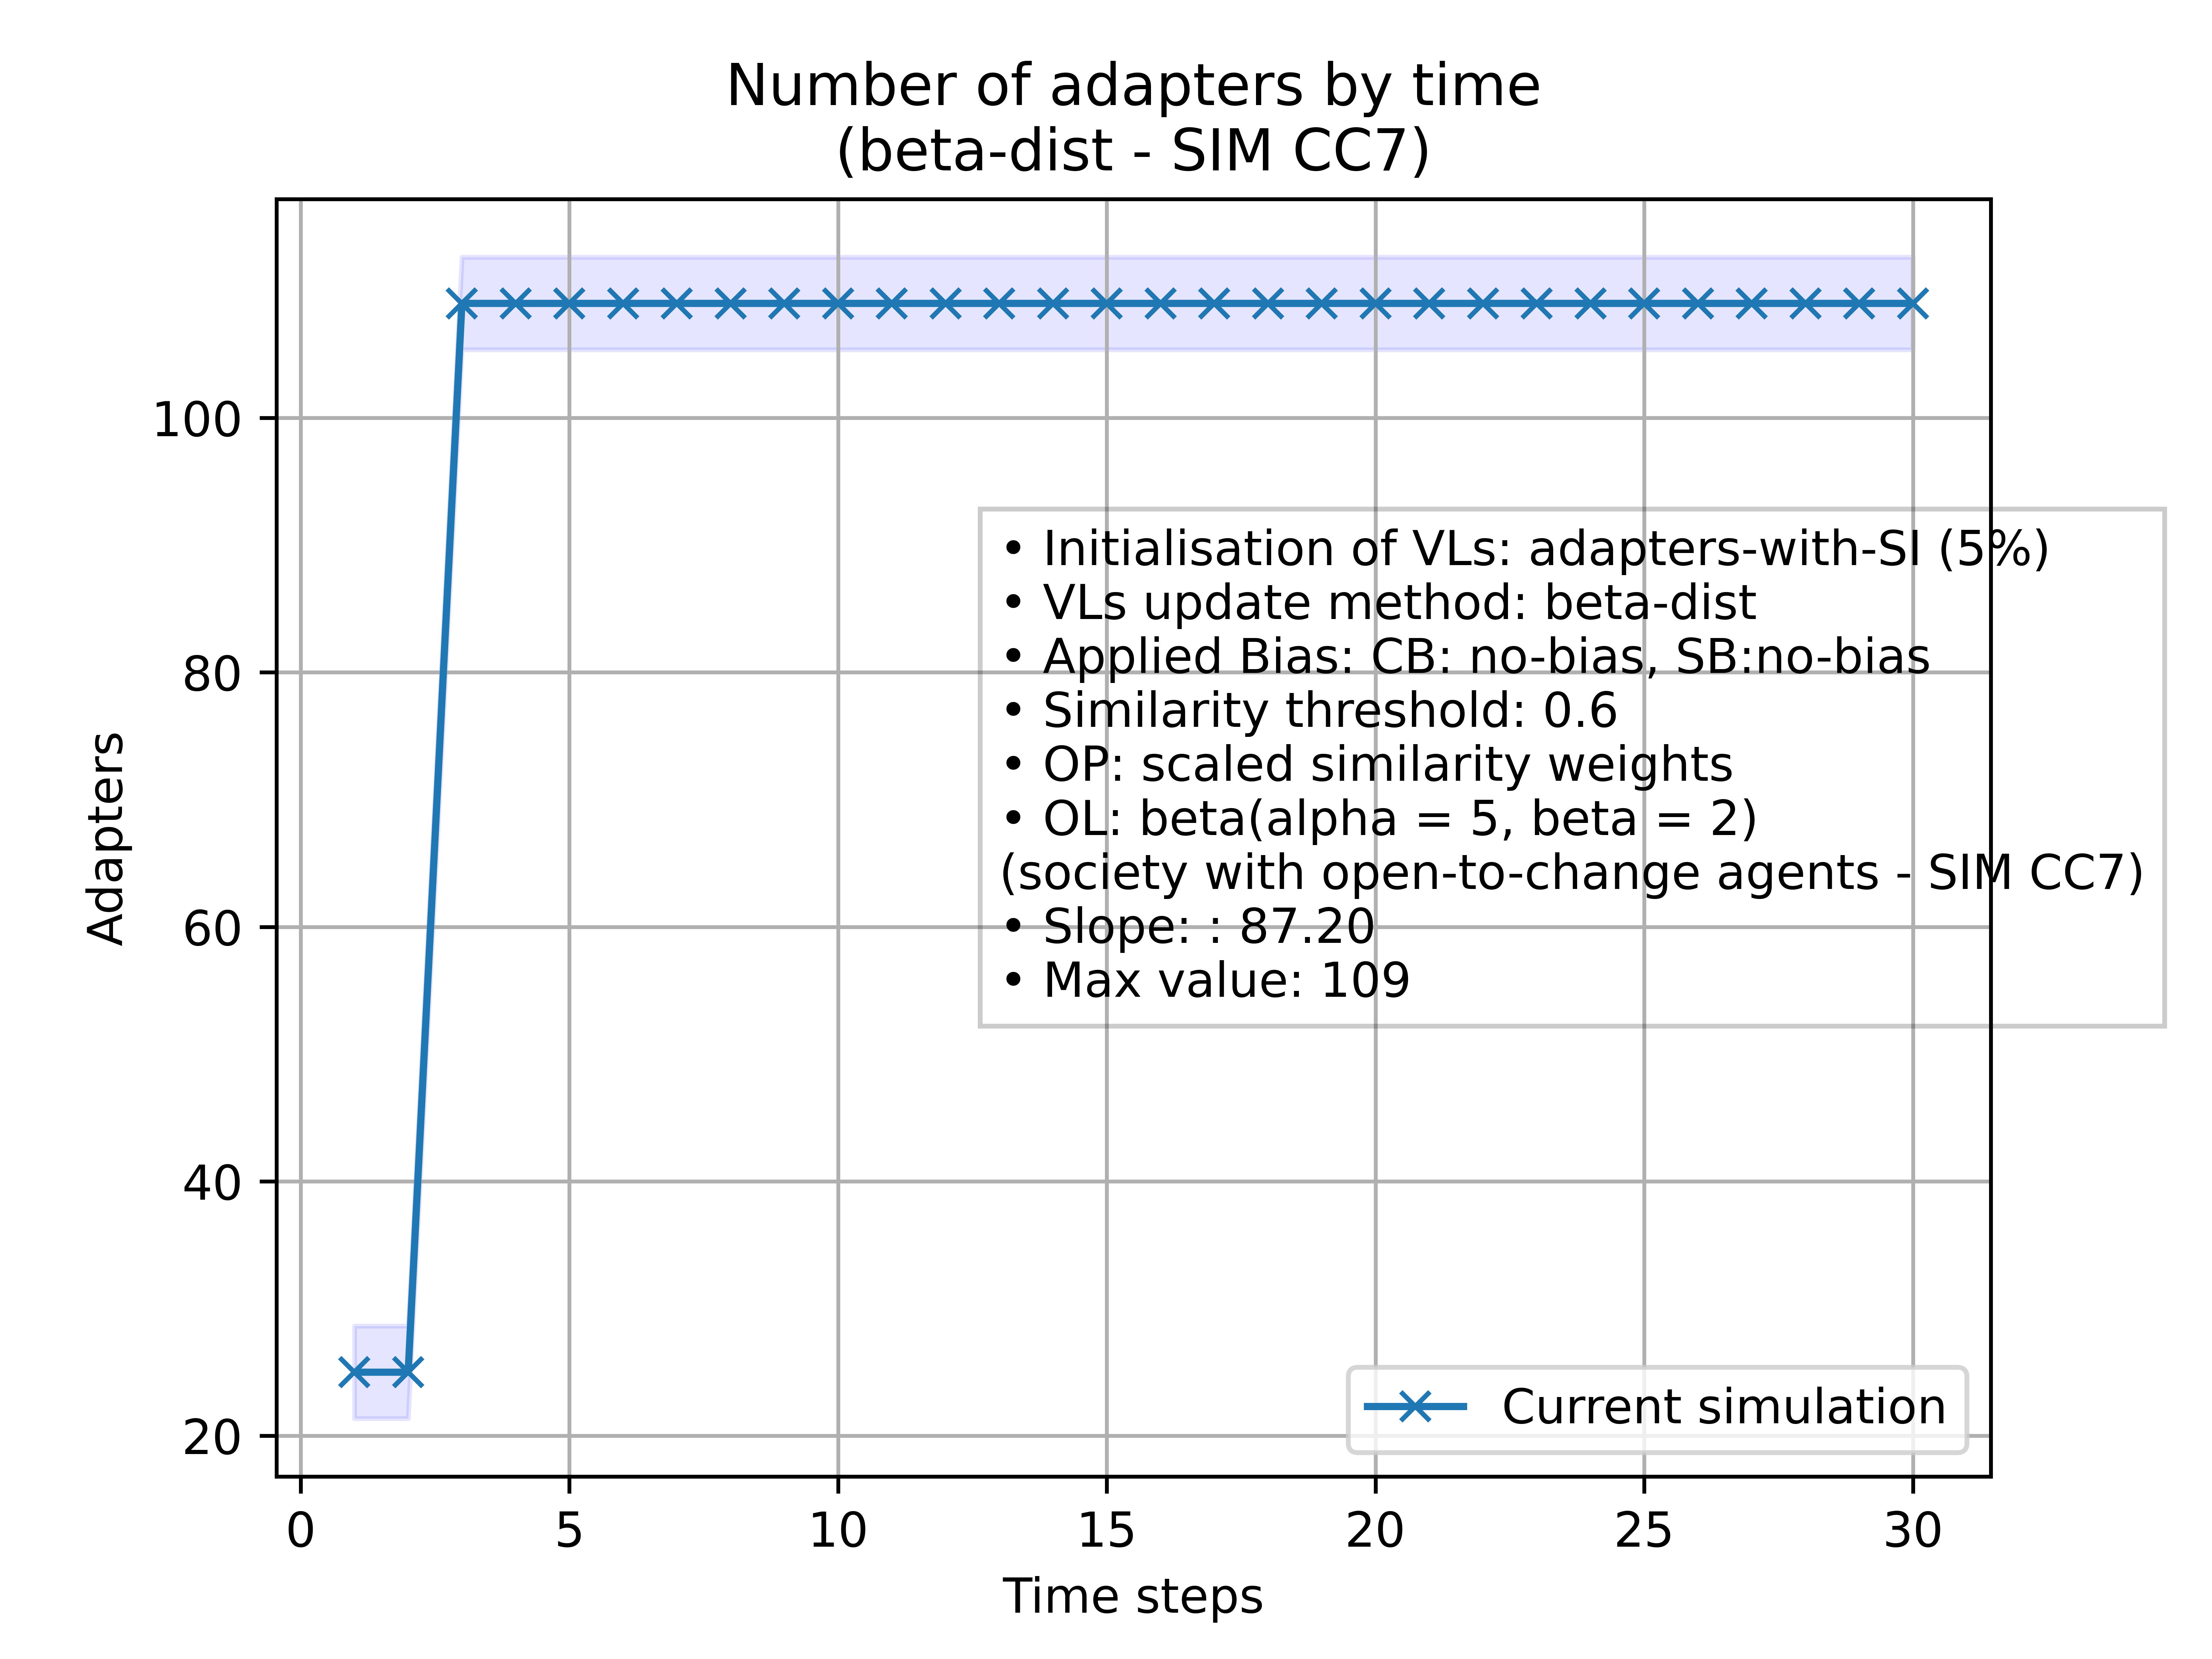 Number of adapters by time
(beta-dist - SIM CC7)
100
80
60
40
20
Adapters
• Initialisation of VLs: adapters-with-SI (5%)
• VLs update method: beta-dist
• Applied Bias: CB: no-bias, SB:no-bias
• Similarity threshold: 0.6
• OP: scaled similarity weights
• OL: beta(alpha = 5, beta = 2)
(society with open-to-change agents - SIM CC7)
• Slope: : 87.20
• Max value: 109
Current simulation
0 5 10 15 20 25 30
Time steps